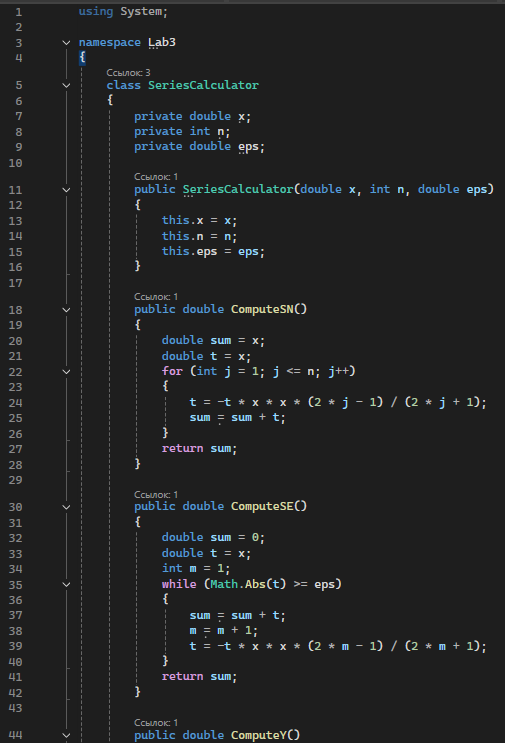 1 using System;
2
3 namespace Lab3
4 {
Ссылок: 3
5 class SeriesCalculator
6 {
7 private double x;
8 private int n;
9 private double eps;
10
Ссылок: 1
11 public SeriesCalculator(double x, int n, double eps)
12 {
13 this.x = x;
14 this.n = n;
15 this.eps = eps;
16 }
17
Ссылок: 1
18 public double ComputeSN()
19 {
20 double sum = x;
21 double t = x;
22 for (int j = 1; j <= n; j++)
23 {
24 t = -t * x * x * (2 * j - 1) / (2 * j + 1);
25 sum = sum + t;
26 }
27 return sum;
28 }
29
Ссылок: 1
30 public double ComputeSE()
31 {
32 double sum = 0;
33 double t = x;
34 int m = 1;
35 while (Math.Abs(t) >= eps)
36 {
37 sum = sum + t;
38 m = m + 1;
39 t = -t * x * x * (2 * m - 1) / (2 * m + 1);
40 }
41 return sum;
42 }
43
Ссылок: 1
44 public double ComputeY()